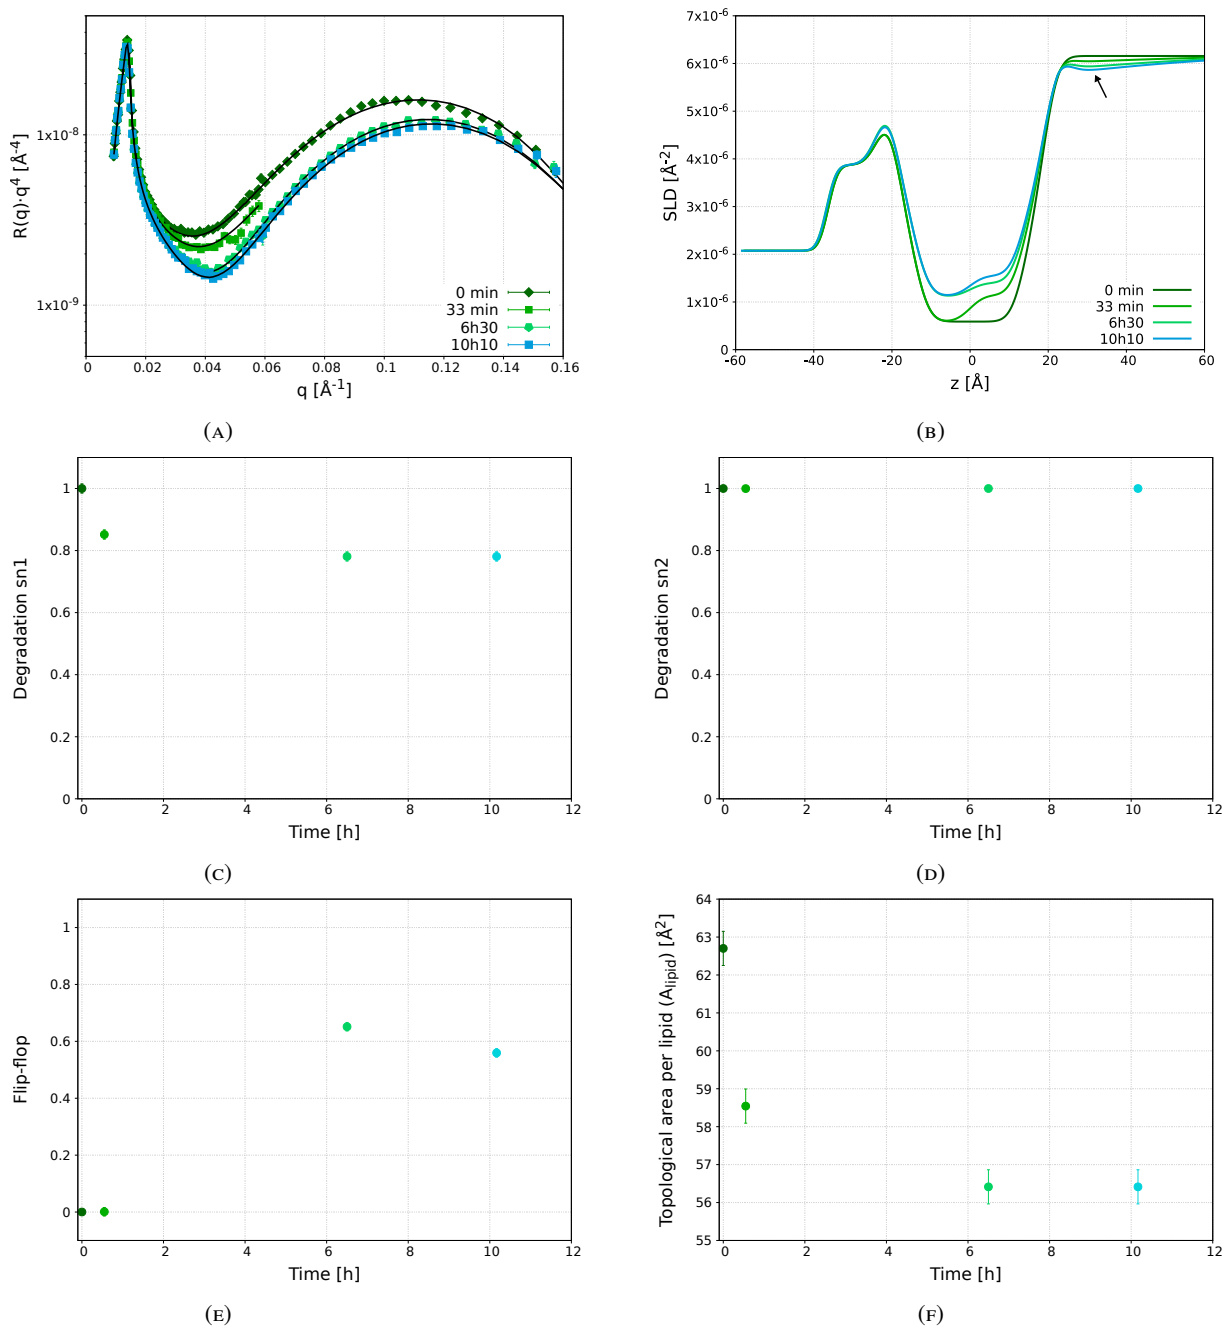 R(q)·q⁴ [Å⁻⁴]
1x10⁻⁸
1x10⁻⁹
0 0.02 0.04 0.06 0.08 0.1 0.12 0.14 0.16
q [Å⁻¹]
0 min
33 min
6h30
10h10
(A)
SLD [Å⁻²]
7x10⁻⁶
6x10⁻⁶
5x10⁻⁶
4x10⁻⁶
3x10⁻⁶
2x10⁻⁶
1x10⁻⁶
0
-60 -40 -20 0 20 40 60
z [Å]
0 min
33 min
6h30
10h10
(B)
Degradation sn1
1
0.8
0.6
0.4
0.2
0
0 2 4 6 8 10 12
Time [h]
(C)
Degradation sn2
1
0.8
0.6
0.4
0.2
0
0 2 4 6 8 10 12
Time [h]
(D)
Flip-flop
1
0.8
0.6
0.4
0.2
0
0 2 4 6 8 10 12
Time [h]
(E)
Topological area per lipid (A_lipid) [Å²]
64
63
62
61
60
59
58
57
56
55
0 2 4 6 8 10 12
Time [h]
(F)